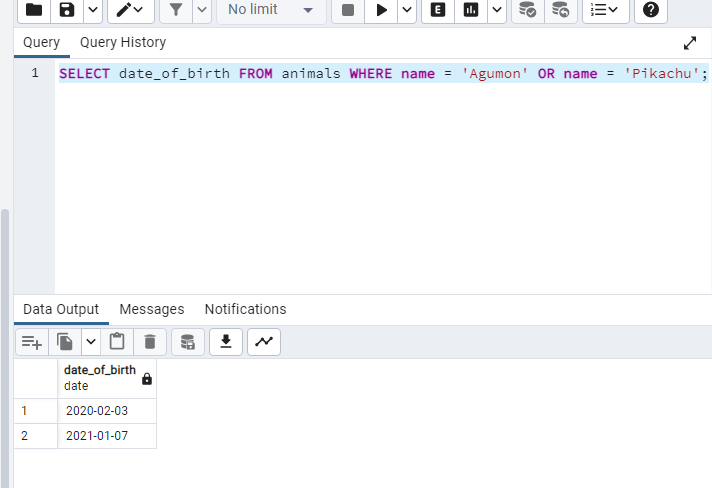 No limit
E
Query Query History
1 SELECT date_of_birth FROM animals WHERE name = 'Agumon' OR name = 'Pikachu';
Data Output Messages Notifications
date_of_birth
date
1 2020-02-03
2 2021-01-07